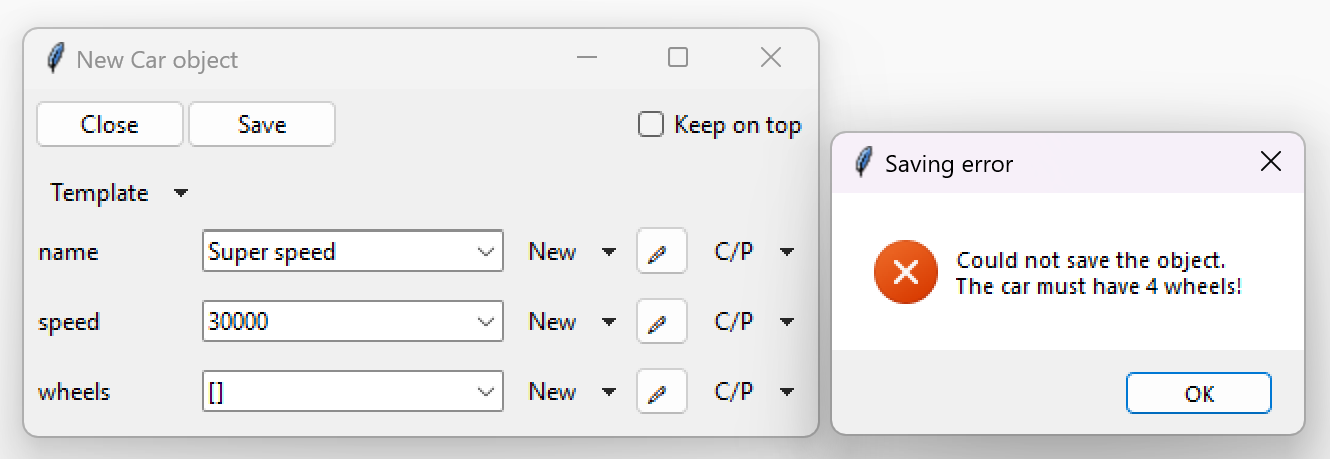 New Car object
Close Save Keep on top
Template
name Super speed New C/P
speed 30000 New C/P
wheels [] New C/P
Saving error
Could not save the object.
The car must have 4 wheels!
OK